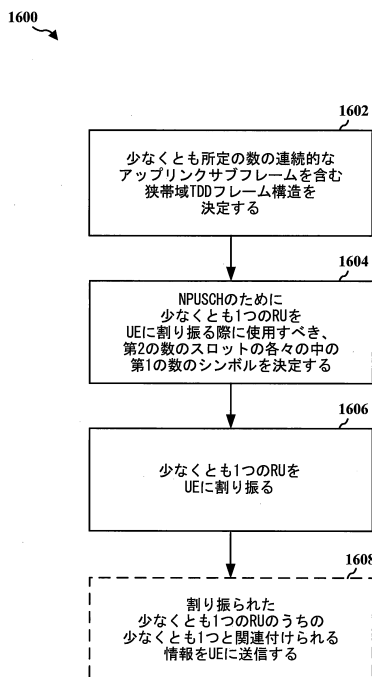 1600
1602
少なくとも所定の数の連続的な
アップリンクサブフレームを含む
狭帯域TDDフレーム構造を
決定する
1604
NPUSCHのために
少なくとも1つのRUを
UEに割り振る際に使用すべき、
第2の数のスロットの各々の中の
第1の数のシンボルを決定する
1606
少なくとも1つのRUを
UEに割り振る
1608
割り振られた
少なくとも1つのRUのうちの
少なくとも1つと関連付けられる
情報をUEに送信する